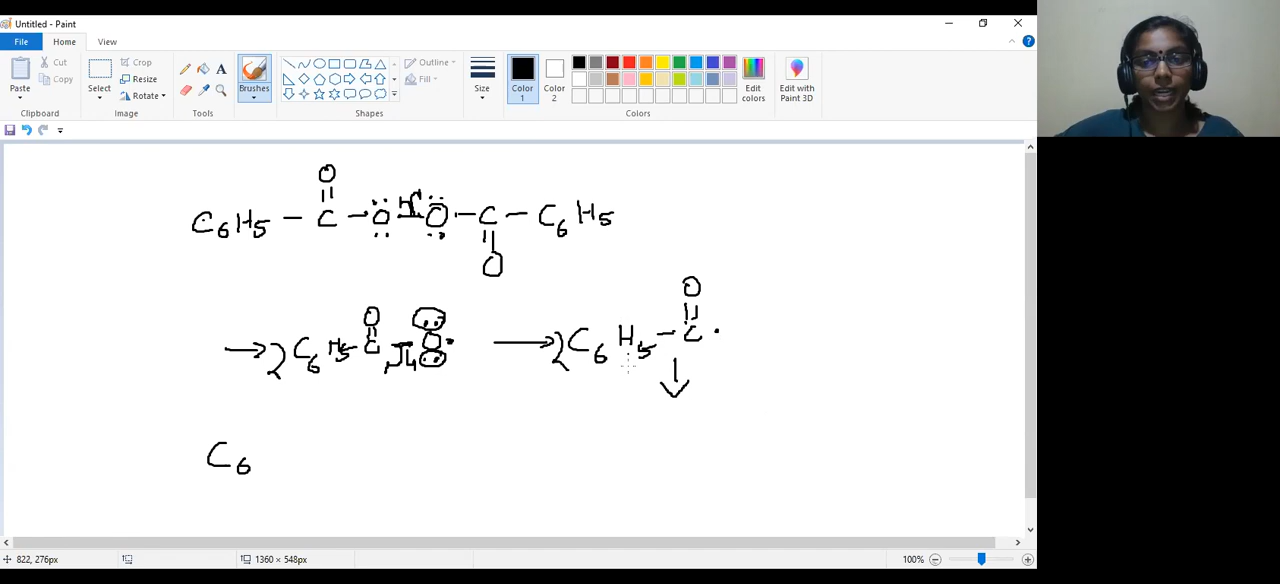 Untitled - Paint
File Home View
Cut
Copy
Paste
Clipboard
Select
Crop
Resize
Rotate
Image
A
Tools
Brushes
Outline
Fill
Shapes
Size
Color 1
Color 2
Edit colors
Edit with Paint 3D
Colors
O
C6H5 - C - O - O - C - C6H5
O
O O
2C6H5 C - O · → 2C6H5 - C ·
C6
822, 276px
1360 × 548px
100%